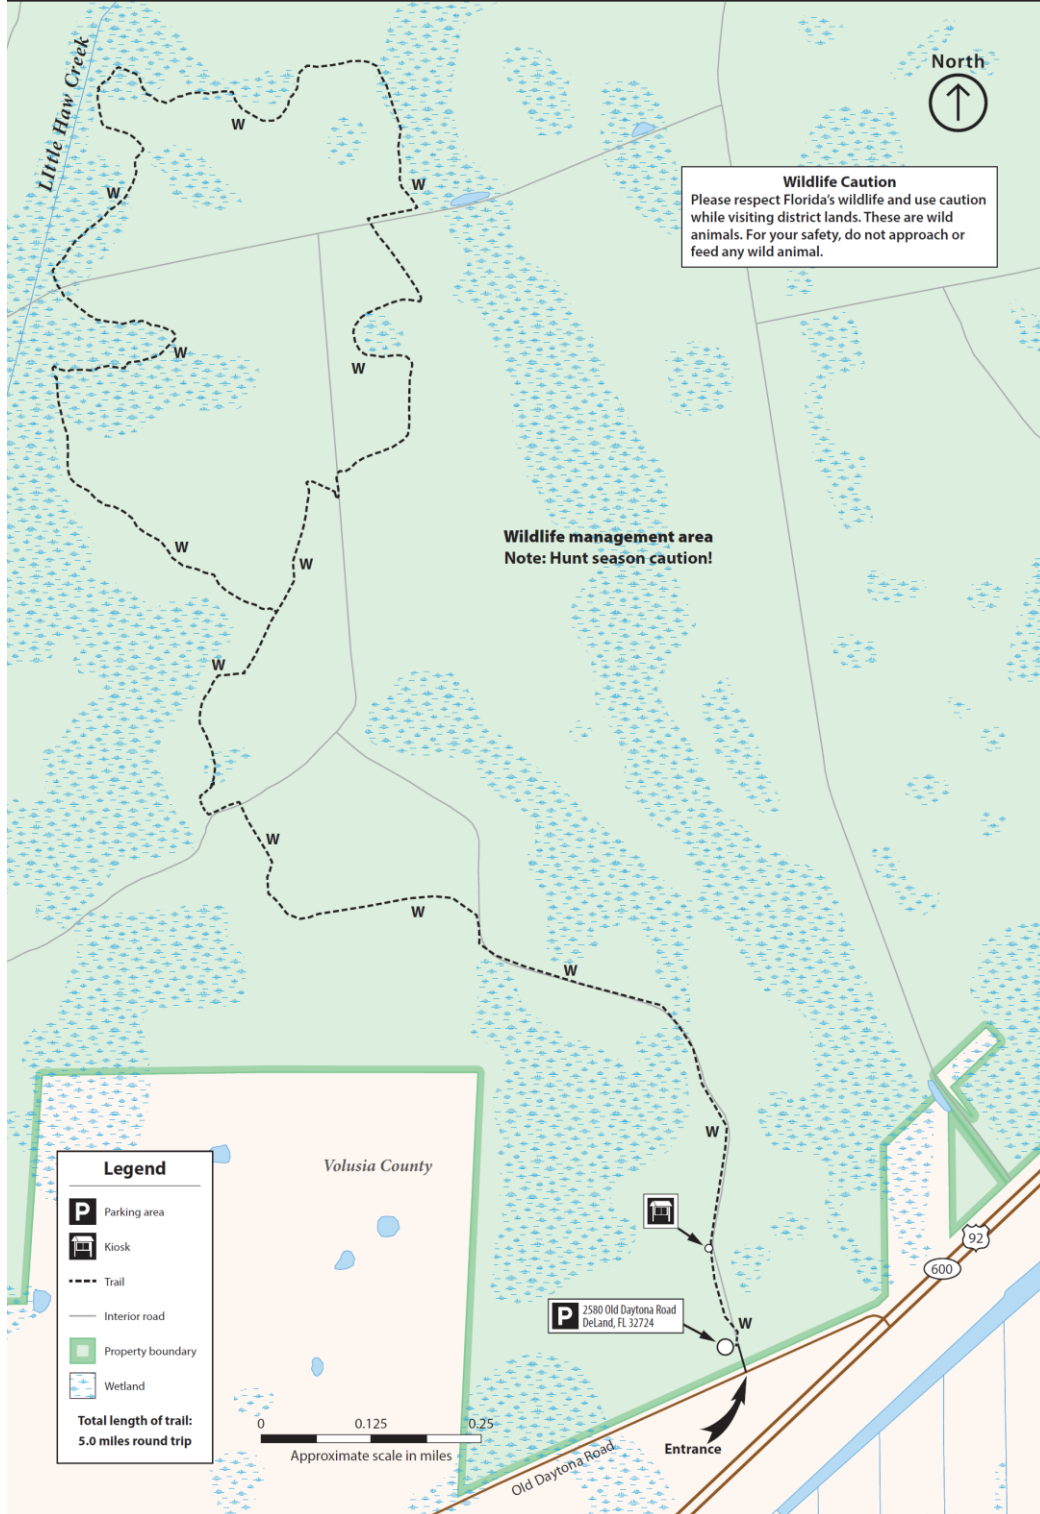 LIttle Haw Creek
North
Wildlife Caution
Please respect Florida's wildlife and use caution
while visiting district lands. These are wild
animals. For your safety, do not approach or
feed any wild animal.
W
W
W
W
W
Wildlife management area
Note: Hunt season caution!
W
W
W
W
W
W
W
Volusia County
92
600
P
2580 Old Daytona Road
DeLand, FL 32724
W
Entrance
Old Daytona Road
Legend
P Parking area
Kiosk
Trail
Interior road
Property boundary
Wetland
Total length of trail:
5.0 miles round trip
0 0.125 0.25
Approximate scale in miles